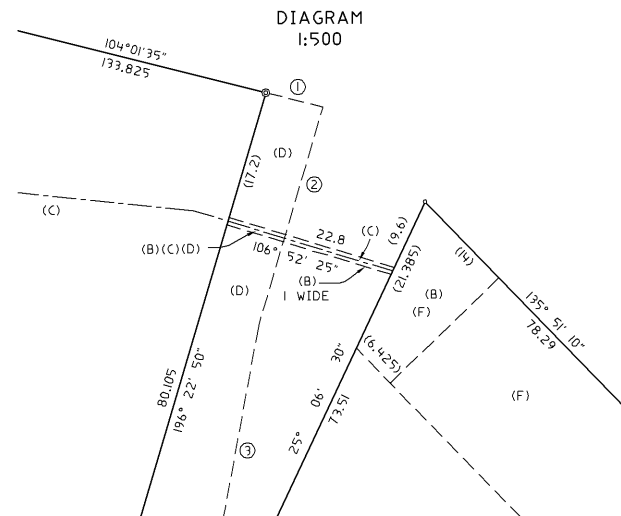 DIAGRAM
1:500
104°01'35"
133.825
1
(D)
(17.2)
2
(C)
22.8
(C)
(9.6)
(14)
(B)(C)(D)
106° 52' 25"
(B)
1 WIDE
(21.385)
(D)
(B)
(F)
135° 51' 10"
78.29
(6.425)
80.105
196° 22' 50"
25° 06' 30"
73.51
(F)
3